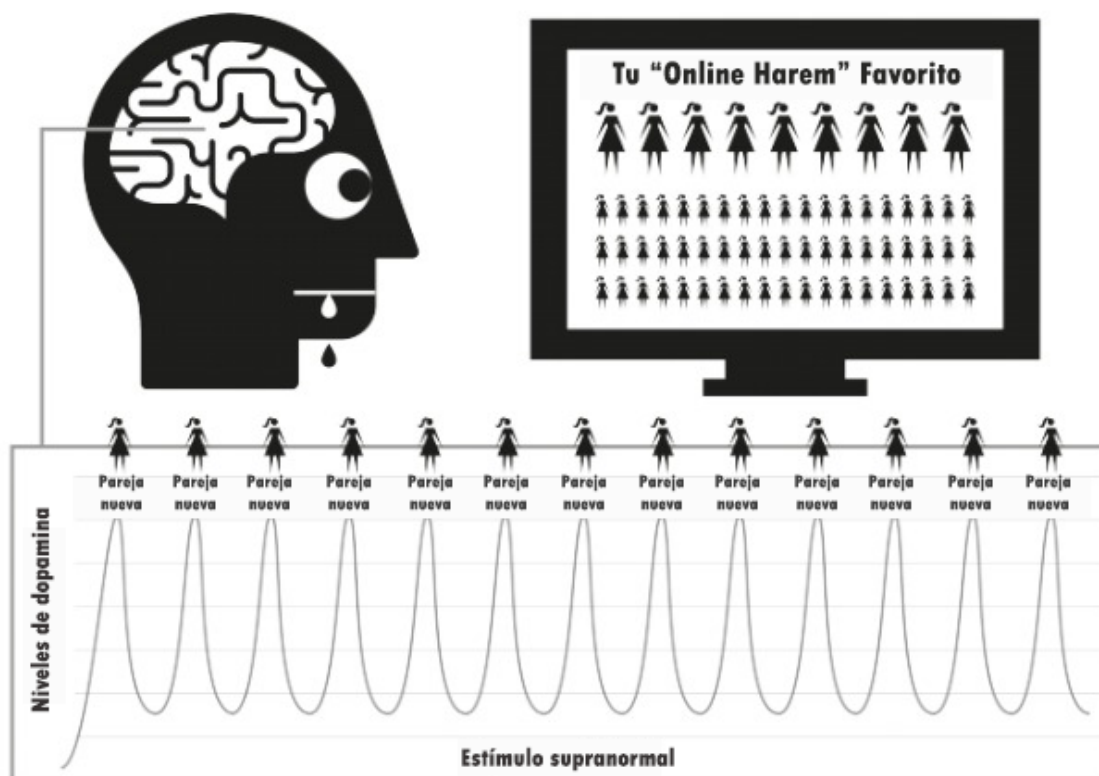 Tu “Online Harem” Favorito
Pareja Pareja Pareja Pareja Pareja Pareja Pareja Pareja Pareja Pareja Pareja Pareja Pareja
nueva nueva nueva nueva nueva nueva nueva nueva nueva nueva nueva nueva nueva
Niveles de dopamina
Estímulo supranormal